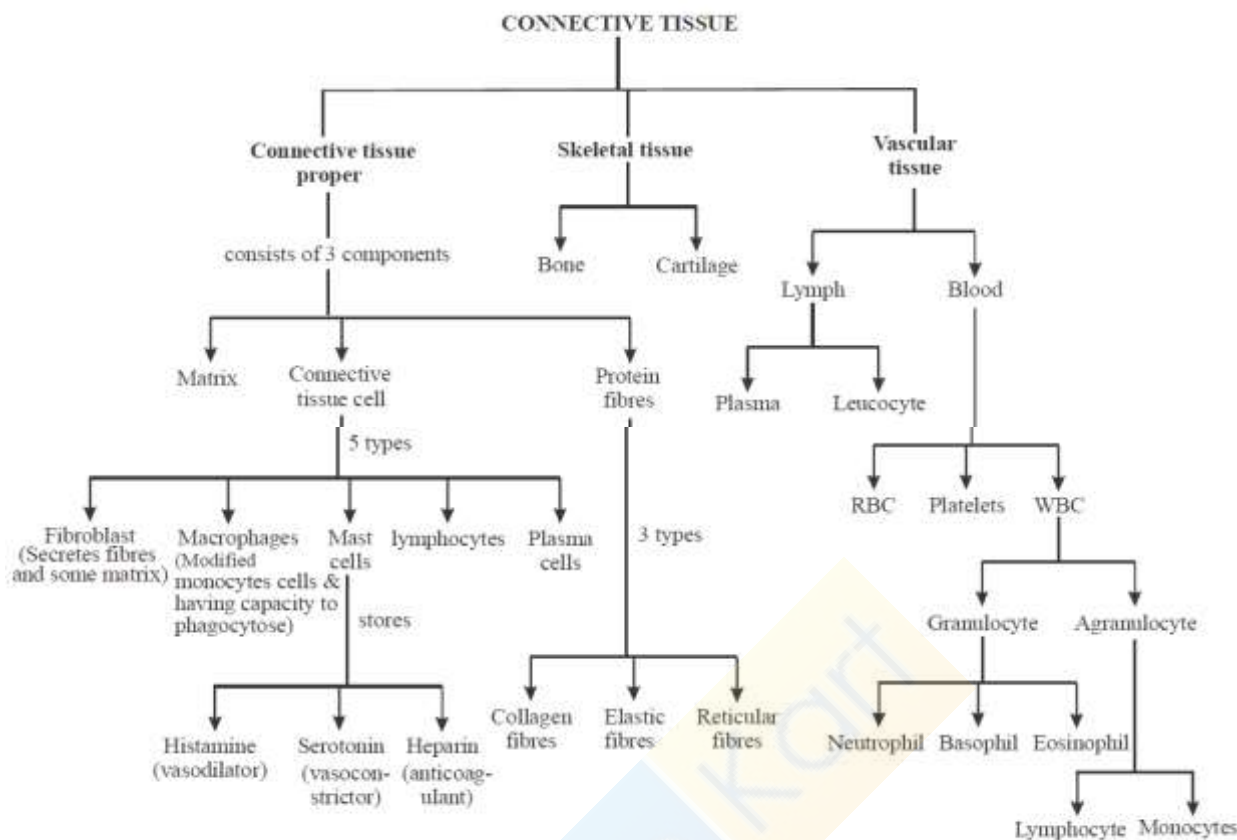 CONNECTIVE TISSUE
Connective tissue
proper
Skeletal tissue
Vascular
tissue
consists of 3 components
Bone
Cartilage
Lymph
Blood
Matrix
Connective
tissue cell
Protein
fibres
Plasma
Leucocyte
5 types
RBC
Platelets
WBC
Fibroblast
(Secretes fibres
and some matrix)
Macrophages
(Modified
monocytes cells &
having capacity to
phagocytose)
Mast
cells
lymphocytes
Plasma
cells
3 types
stores
Granulocyte
Agranulocyte
Histamine
(vasodilator)
Serotonin
(vasocon-
strictor)
Heparin
(anticoag-
ulant)
Collagen
fibres
Elastic
fibres
Reticular
fibres
Neutrophil
Basophil
Eosinophil
Lymphocyte
Monocytes
kart